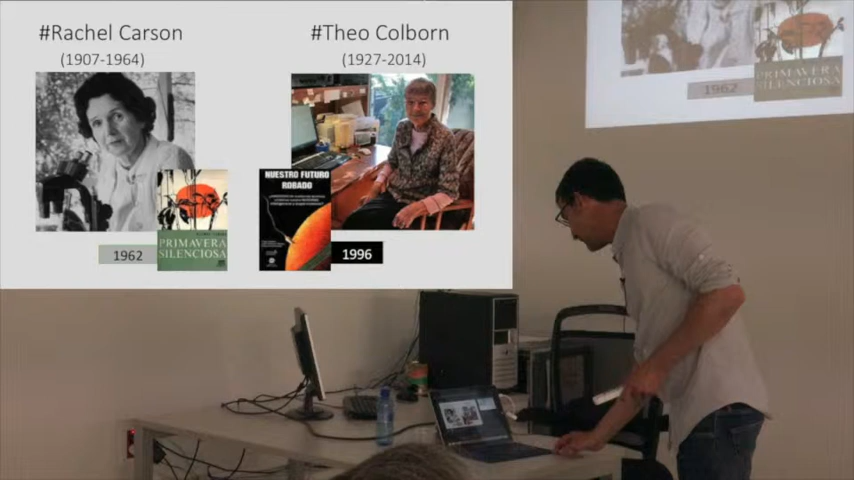 #Rachel Carson
(1907-1964)
#Theo Colborn
(1927-2014)
PRIMAVERA
SILENCIOSA
1962
NUESTRO FUTURO
ROBADO
1996
1962
PRIMAVERA
SILENCIOSA